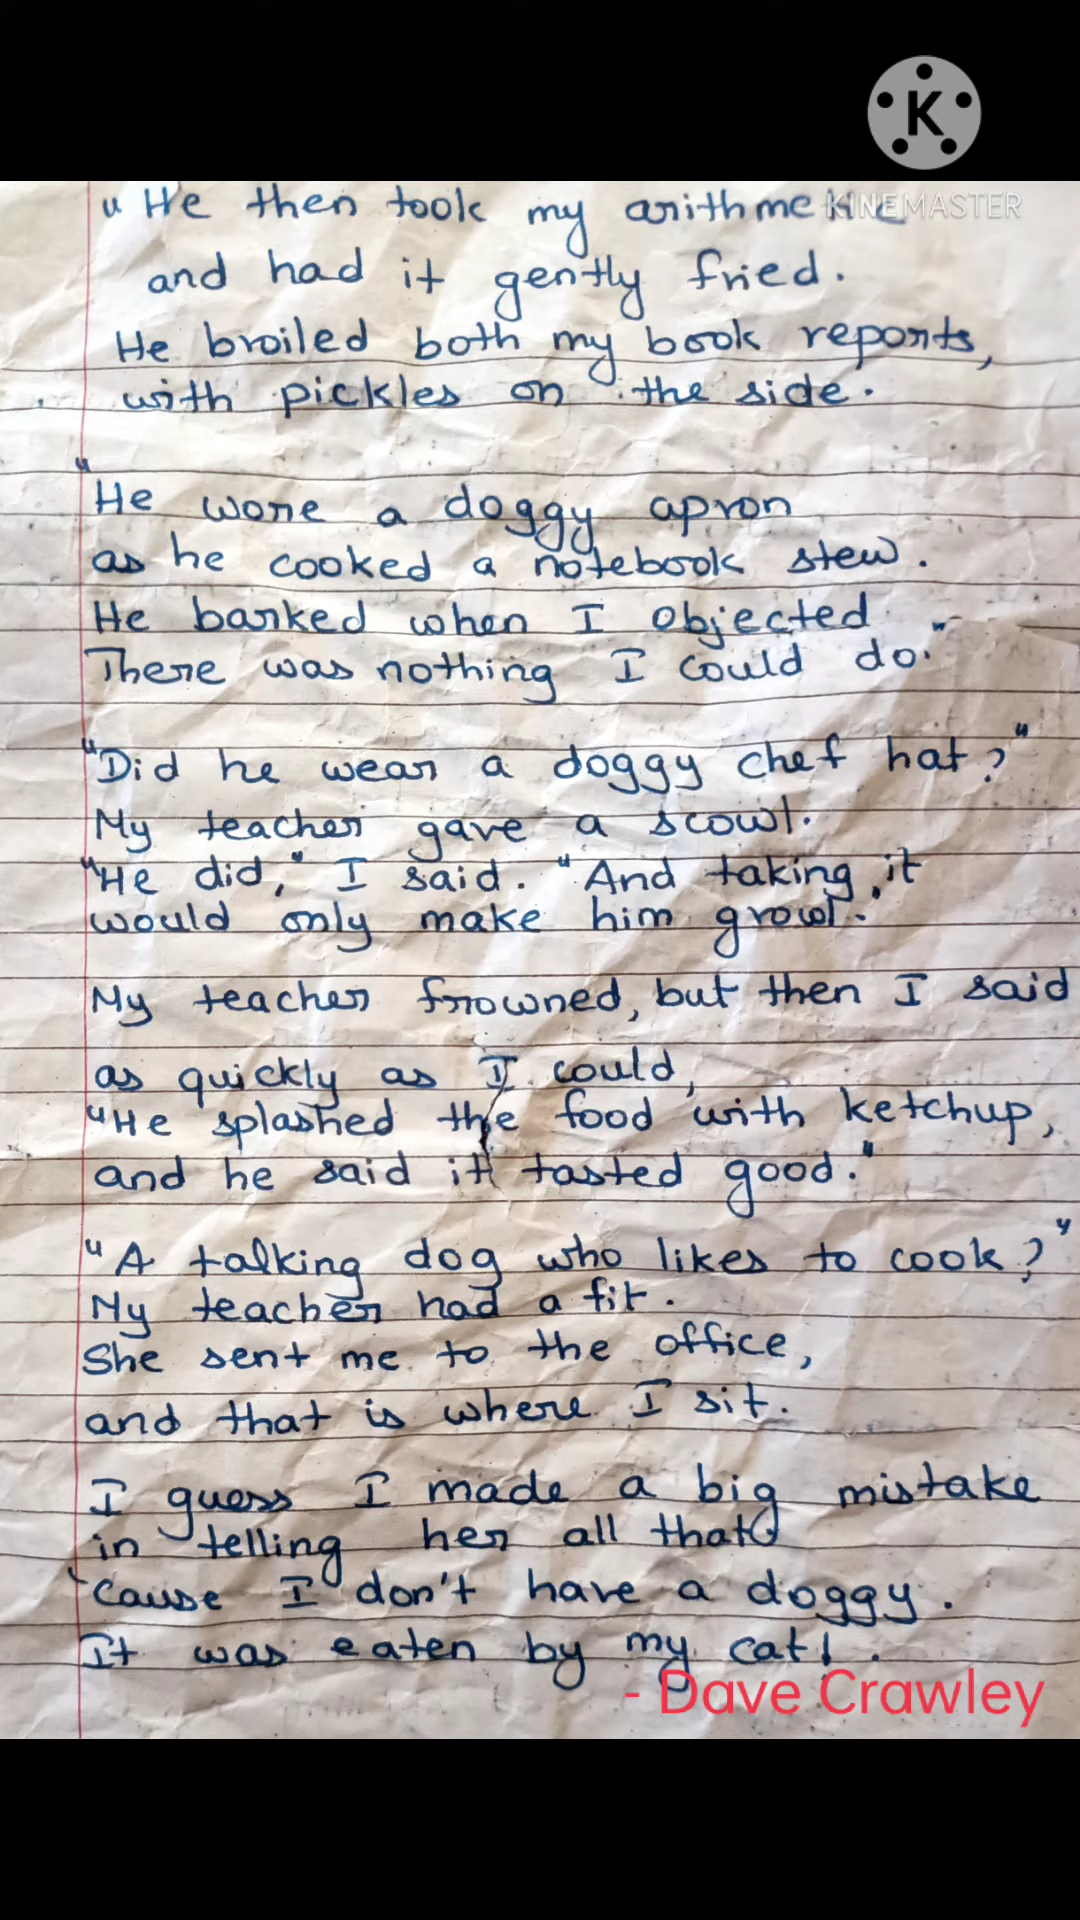 K
KINEMASTER
"He then took my arithmetic
and had it gently fried.
He broiled both my book reports,
with pickles on the side.
"He wore a doggy apron
as he cooked a notebook stew.
He barked when I objected
There was nothing I could do."
"Did he wear a doggy chef hat?"
My teacher gave a scowl.
"He did," I said. "And taking it
would only make him growl."
My teacher frowned, but then I said
as quickly as I could,
"He splashed the food with ketchup,
and he said it tasted good."
"A talking dog who likes to cook?"
My teacher had a fit.
She sent me to the office,
and that is where I sit.
I guess I made a big mistake
in telling her all that
'Cause I don't have a doggy.
It was eaten by my cat!.
- Dave Crawley